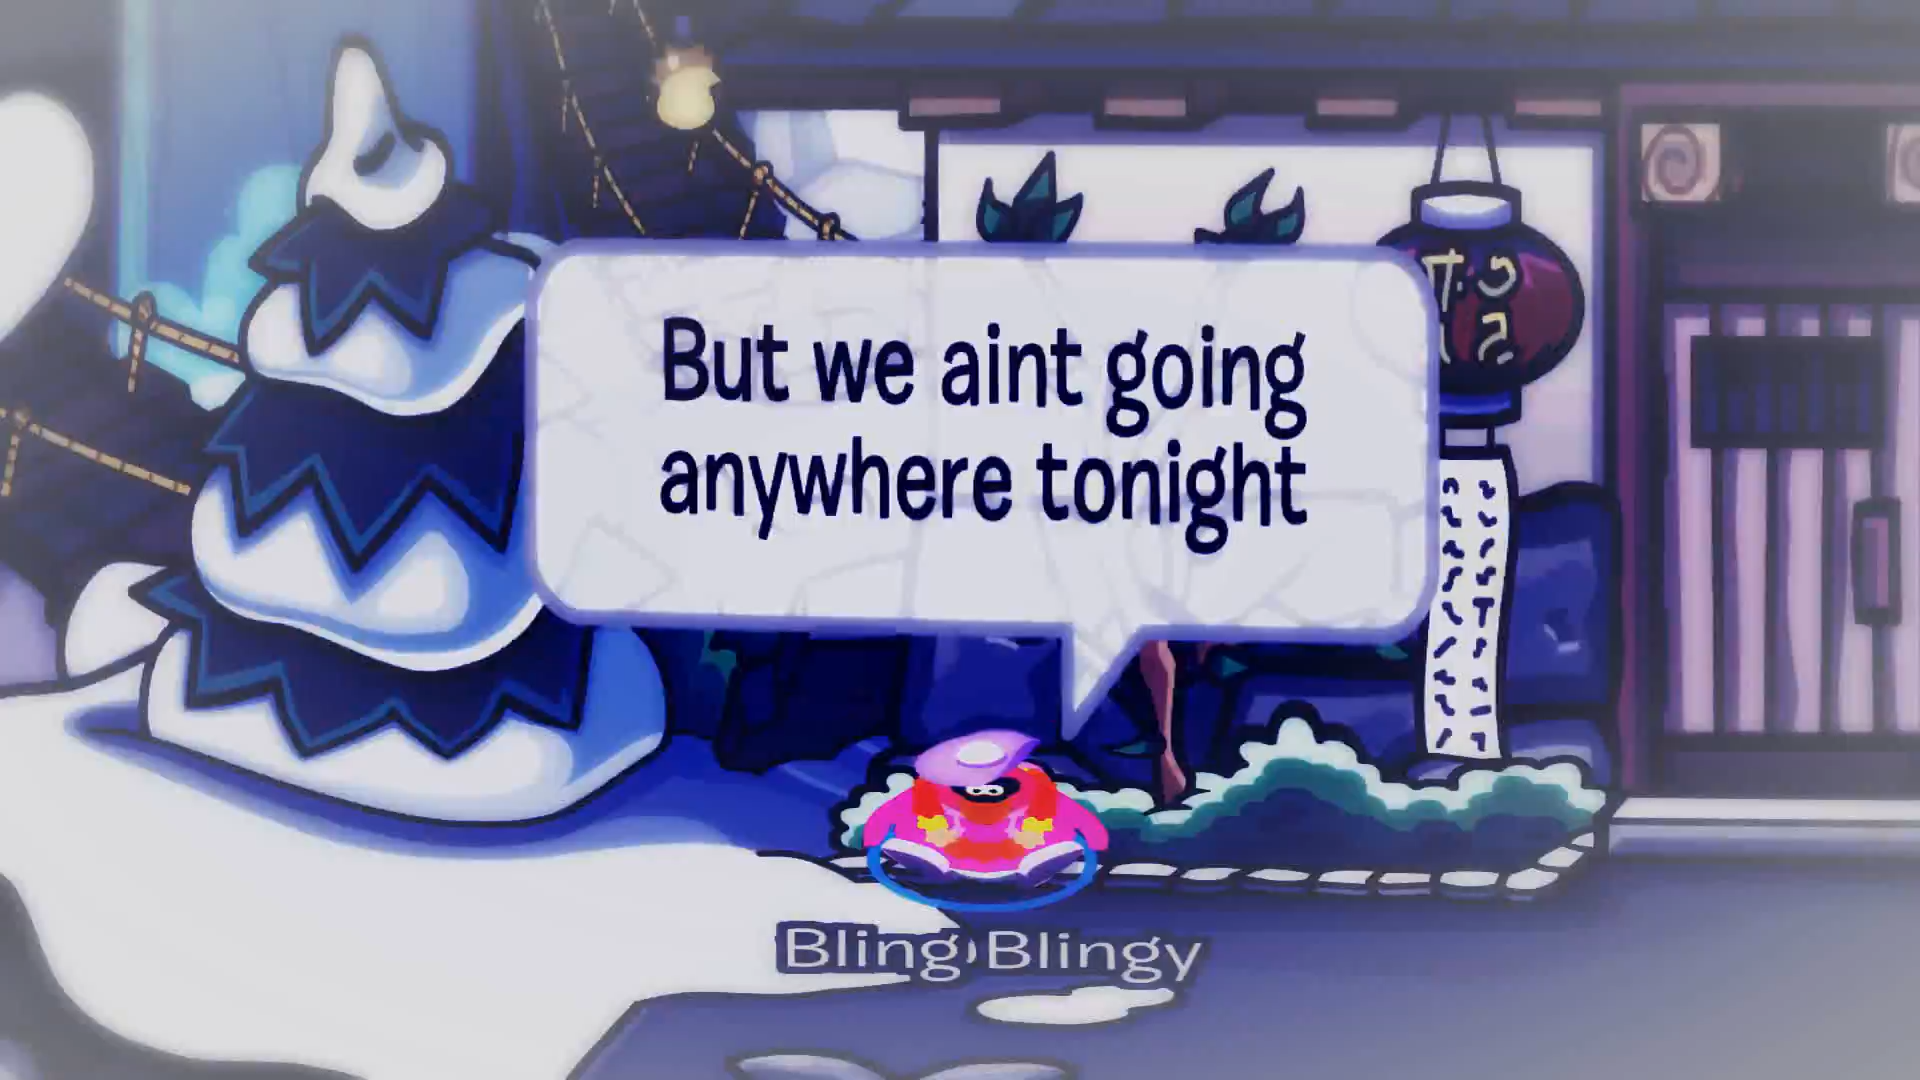 But we aint going
anywhere tonight
Bling Blingy